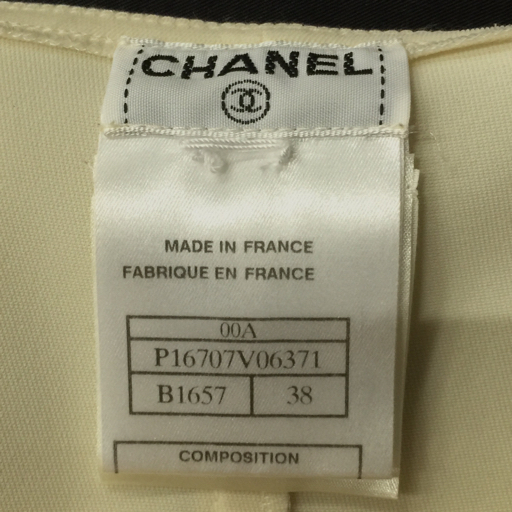 CHANEL
MADE IN FRANCE
FABRIQUE EN FRANCE
00A
P16707V06371
B1657 38
COMPOSITION